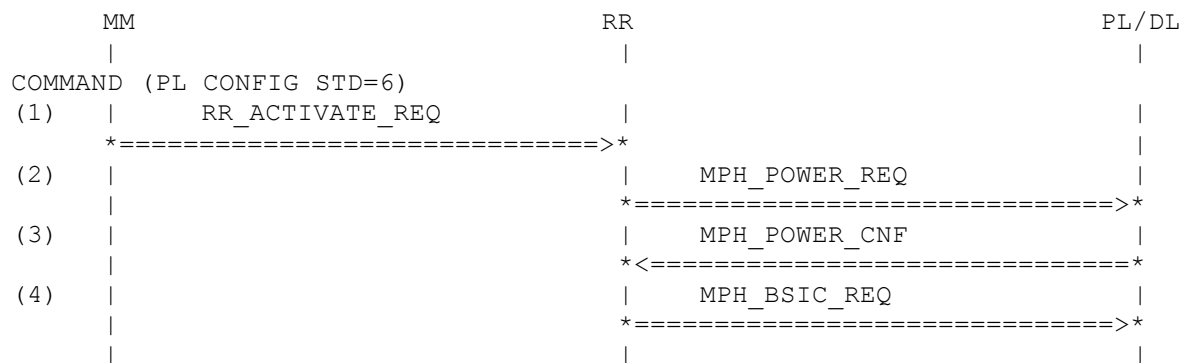 MM RR PL/DL
COMMAND (PL CONFIG STD=6)
(1) RR_ACTIVATE_REQ
(2) MPH_POWER_REQ
(3) MPH_POWER_CNF
(4) MPH_BSIC_REQ